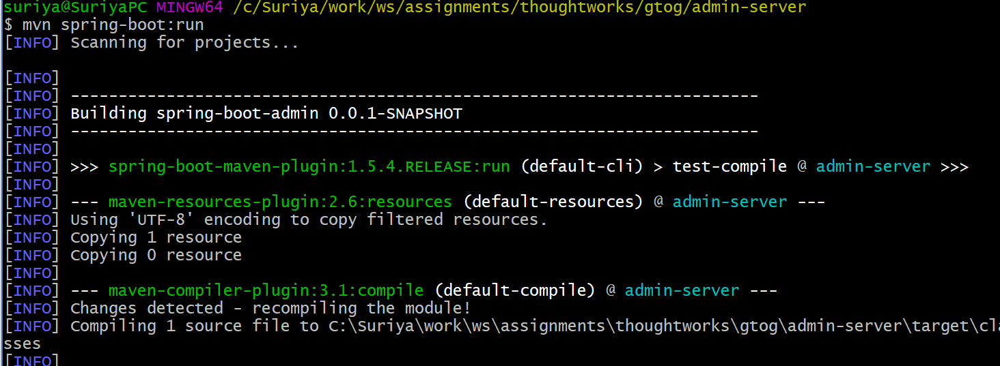 suriya@SuriyaPC MINGW64 /c/Suriya/work/ws/assignments/thoughtworks/gtog/admin-server
$ mvn spring-boot:run
[INFO] Scanning for projects...
[INFO]
[INFO] ------------------------------------------------------------------------
[INFO] Building spring-boot-admin 0.0.1-SNAPSHOT
[INFO] ------------------------------------------------------------------------
[INFO]
[INFO] >>> spring-boot-maven-plugin:1.5.4.RELEASE:run (default-cli) > test-compile @ admin-server >>>
[INFO]
[INFO] --- maven-resources-plugin:2.6:resources (default-resources) @ admin-server ---
[INFO] Using 'UTF-8' encoding to copy filtered resources.
[INFO] Copying 1 resource
[INFO] Copying 0 resource
[INFO]
[INFO] --- maven-compiler-plugin:3.1:compile (default-compile) @ admin-server ---
[INFO] Changes detected - recompiling the module!
[INFO] Compiling 1 source file to C:\Suriya\work\ws\assignments\thoughtworks\gtog\admin-server\target\cla
sses
[INFO]